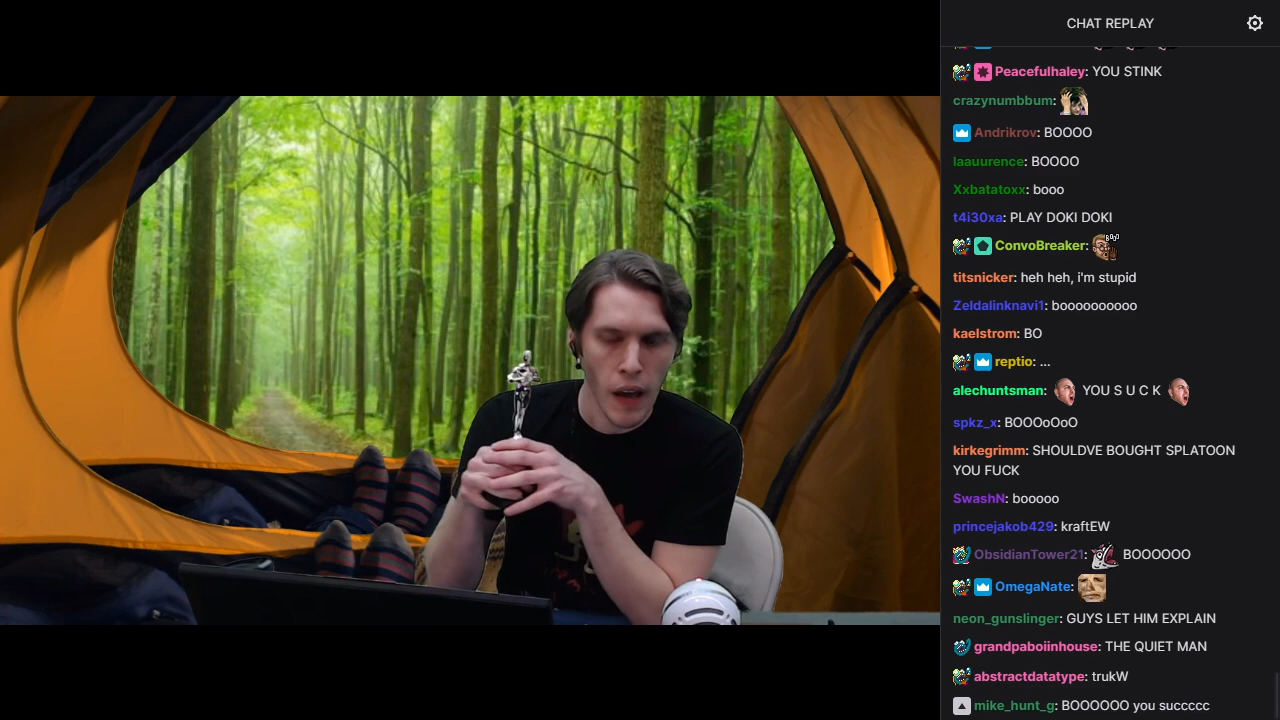 CHAT REPLAY
Peacefulhaley: YOU STINK
crazynumbbum:
Andrikrov: BOOOO
laauurence: BOOOO
Xxbatatoxx: booo
t4i30xa: PLAY DOKI DOKI
ConvoBreaker:
titsnicker: heh heh, i'm stupid
Zeldalinknavi1: boooooooooo
kaelstrom: BO
reptio: ...
alechuntsman: YOU S U C K
spkz_x: BOOOoOoO
kirkegrimm: SHOULDVE BOUGHT SPLATOON
YOU FUCK
SwashN: booooo
princejakob429: kraftEW
ObsidianTower21: BOOOOOO
OmegaNate:
neon_gunslinger: GUYS LET HIM EXPLAIN
grandpaboiinhouse: THE QUIET MAN
abstractdatatype: trukW
mike_hunt_g: BOOOOOO you succccc